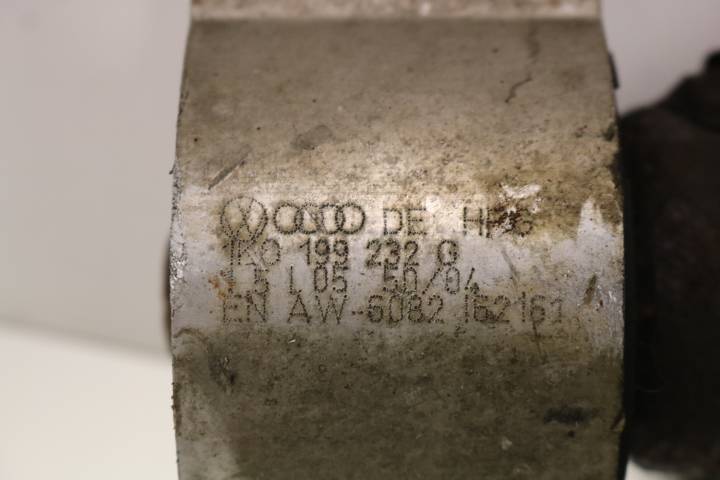 DE
1K0 199 232 G
L05 50/04
EN AW-6082 162161